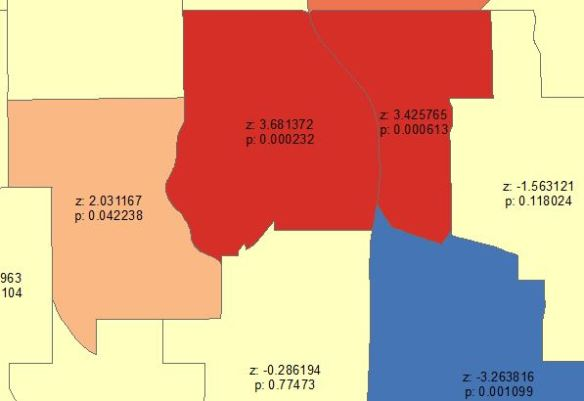 z: 3.681372
p: 0.000232
z: 3.425765
p: 0.000613
z: 2.031167
p: 0.042238
z: -1.563121
p: 0.118024
963
104
z: -0.286194
p: 0.77473
z: -3.263816
p: 0.001099